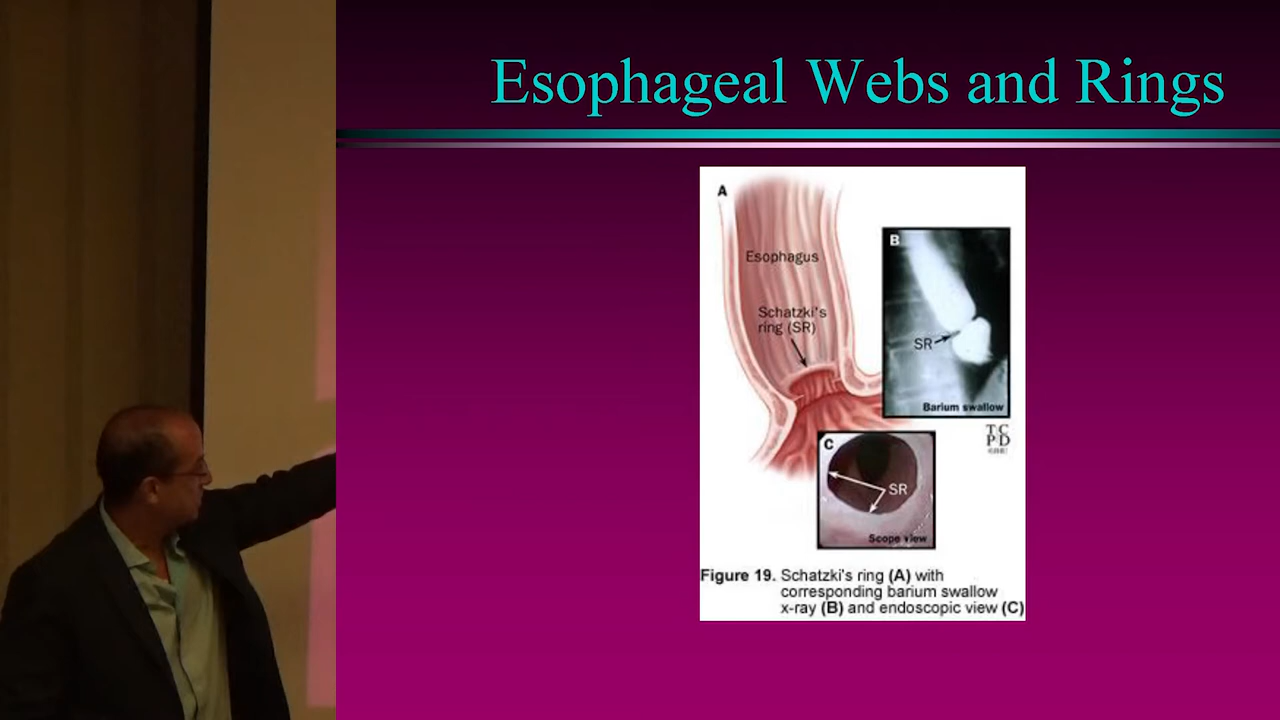 Esophageal Webs and Rings
A
Esophagus
Schatzki's
ring (SR)
B
SR
Barium swallow
T C
P D
C
SR
Scope view
Figure 19. Schatzki's ring (A) with
corresponding barium swallow
x-ray (B) and endoscopic view (C)